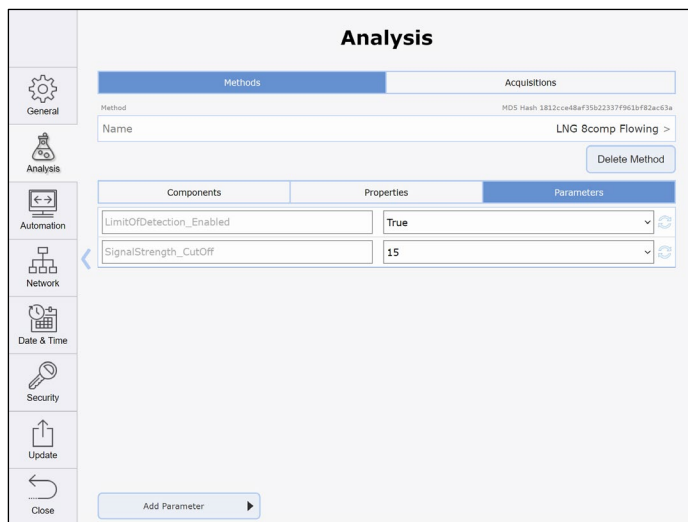 Analysis
General
Analysis
Automation
Network
Date & Time
Security
Update
Close
Methods
Acquisitions
Method
MD5 Hash 1812cce48ef35b22337f961bf82ac63a
Name
LNG 8comp Flowing >
Delete Method
Components
Properties
Parameters
LimitOfDetection_Enabled
True
SignalStrength_CutOff
15
Add Parameter